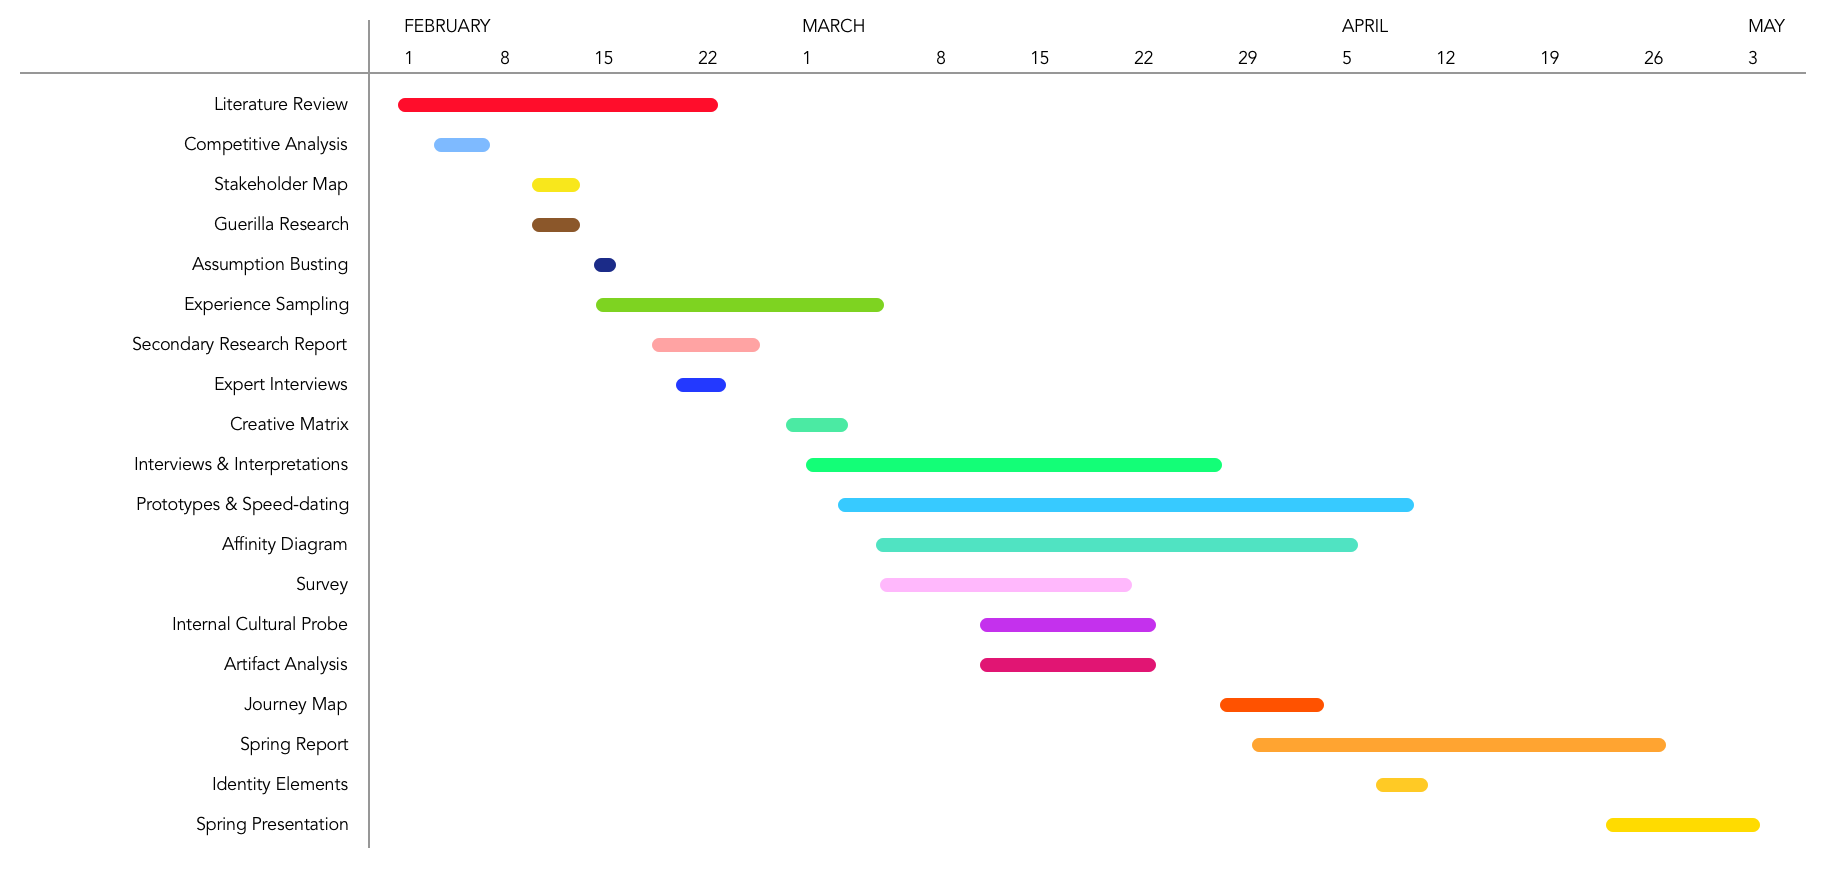 FEBRUARY MARCH APRIL MAY
1 8 15 22 1 8 15 22 29 5 12 19 26 3
Literature Review
Competitive Analysis
Stakeholder Map
Guerilla Research
Assumption Busting
Experience Sampling
Secondary Research Report
Expert Interviews
Creative Matrix
Interviews & Interpretations
Prototypes & Speed-dating
Affinity Diagram
Survey
Internal Cultural Probe
Artifact Analysis
Journey Map
Spring Report
Identity Elements
Spring Presentation